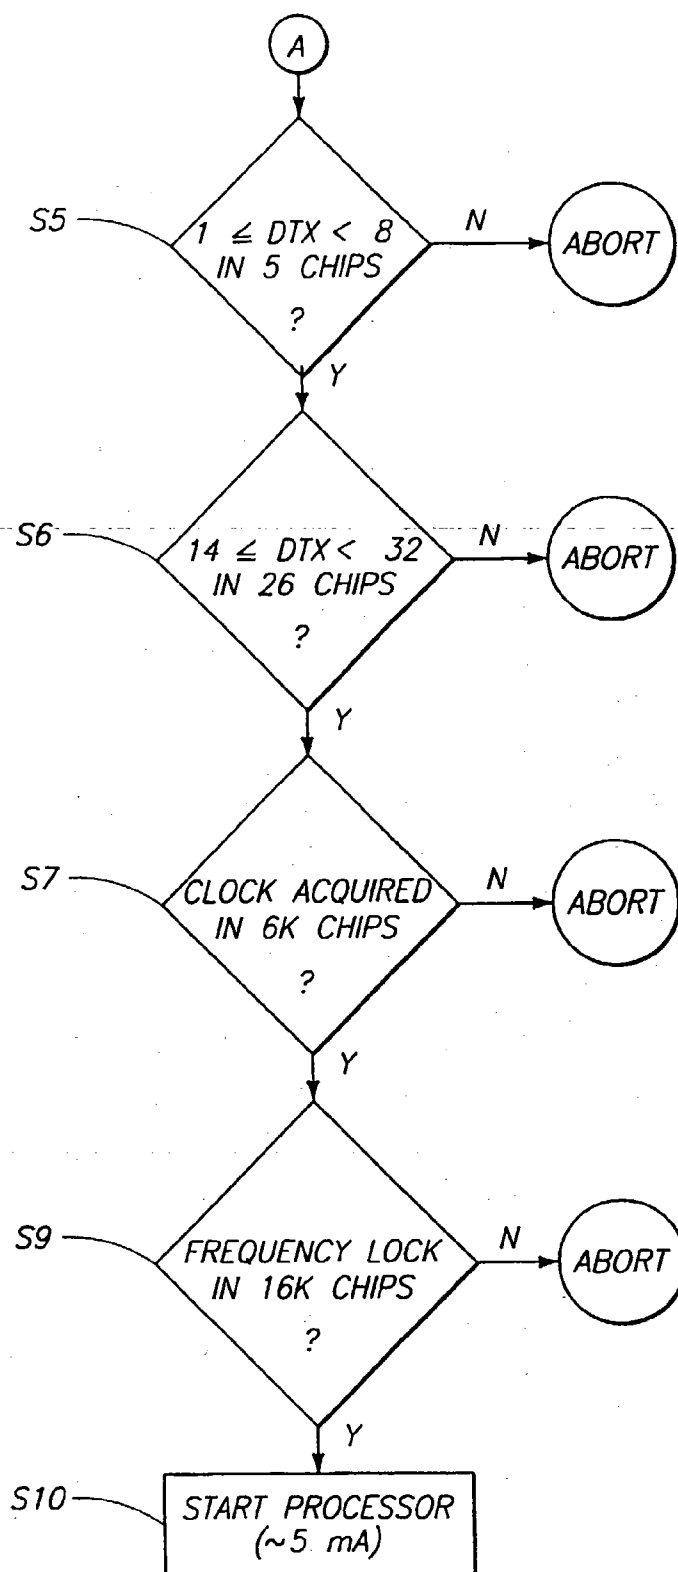 A
S5
1 ≤ DTX < 8
IN 5 CHIPS
?
N
ABORT
Y
S6
14 ≤ DTX < 32
IN 26 CHIPS
?
N
ABORT
Y
S7
CLOCK ACQUIRED
IN 6K CHIPS
?
N
ABORT
Y
S9
FREQUENCY LOCK
IN 16K CHIPS
?
N
ABORT
Y
S10
START PROCESSOR
(~5 mA)